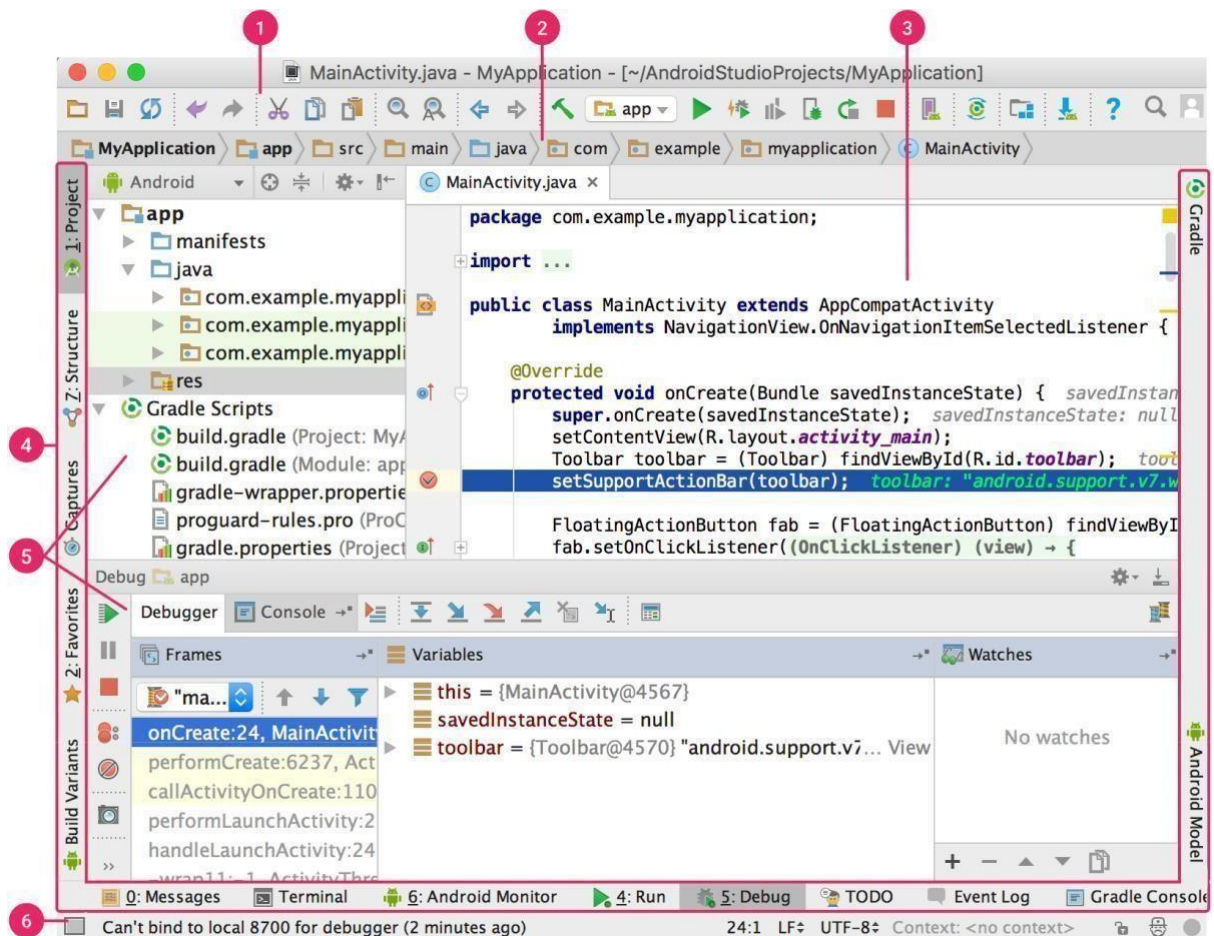 1 2 3
MainActivity.java - MyApplication - [~/AndroidStudioProjects/MyApplication]
app
MyApplication app src main java com example myapplication MainActivity
1: Project
Z: Structure
Captures
2: Favorites
Build Variants
4
5
6
Android
app
manifests
java
com.example.myappli
com.example.myappli
com.example.myappli
res
Gradle Scripts
build.gradle (Project: MyA
build.gradle (Module: app
gradle-wrapper.propertie
proguard-rules.pro (ProC
gradle.properties (Project
MainActivity.java
package com.example.myapplication;
import ...
public class MainActivity extends AppCompatActivity
implements NavigationView.OnNavigationItemSelectedListener {
@Override
protected void onCreate(Bundle savedInstanceState) { savedInstan
super.onCreate(savedInstanceState); savedInstanceState: null
setContentView(R.layout.activity_main);
Toolbar toolbar = (Toolbar) findViewById(R.id.toolbar); tool
setSupportActionBar(toolbar); toolbar: "android.support.v7.w
FloatingActionButton fab = (FloatingActionButton) findViewByI
fab.setOnClickListener((OnClickListener) (view) → {
Gradle
Android Model
Debug app
Debugger Console
Frames
"ma...
onCreate:24, MainActivit
performCreate:6237, Act
callActivityOnCreate:110
performLaunchActivity:2
handleLaunchActivity:24
-wrap11:-1, ActivityThre
Variables
this = {MainActivity@4567}
savedInstanceState = null
toolbar = {Toolbar@4570} "android.support.v7... View
Watches
No watches
0: Messages Terminal 6: Android Monitor 4: Run 5: Debug TODO Event Log Gradle Console
Can't bind to local 8700 for debugger (2 minutes ago) 24:1 LF UTF-8 Context: <no context>